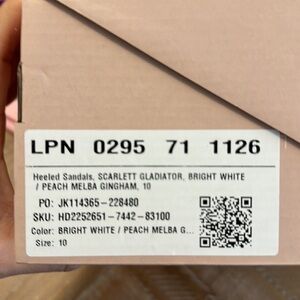 LPN 0295 71 1126
Heeled Sandals, SCARLETT GLADIATOR, BRIGHT WHITE
/ PEACH MELBA GINGHAM, 10
PO: JK114365-228480
SKU: HD2252651-7442-83100
Color: BRIGHT WHITE / PEACH MELBA G...
Size: 10